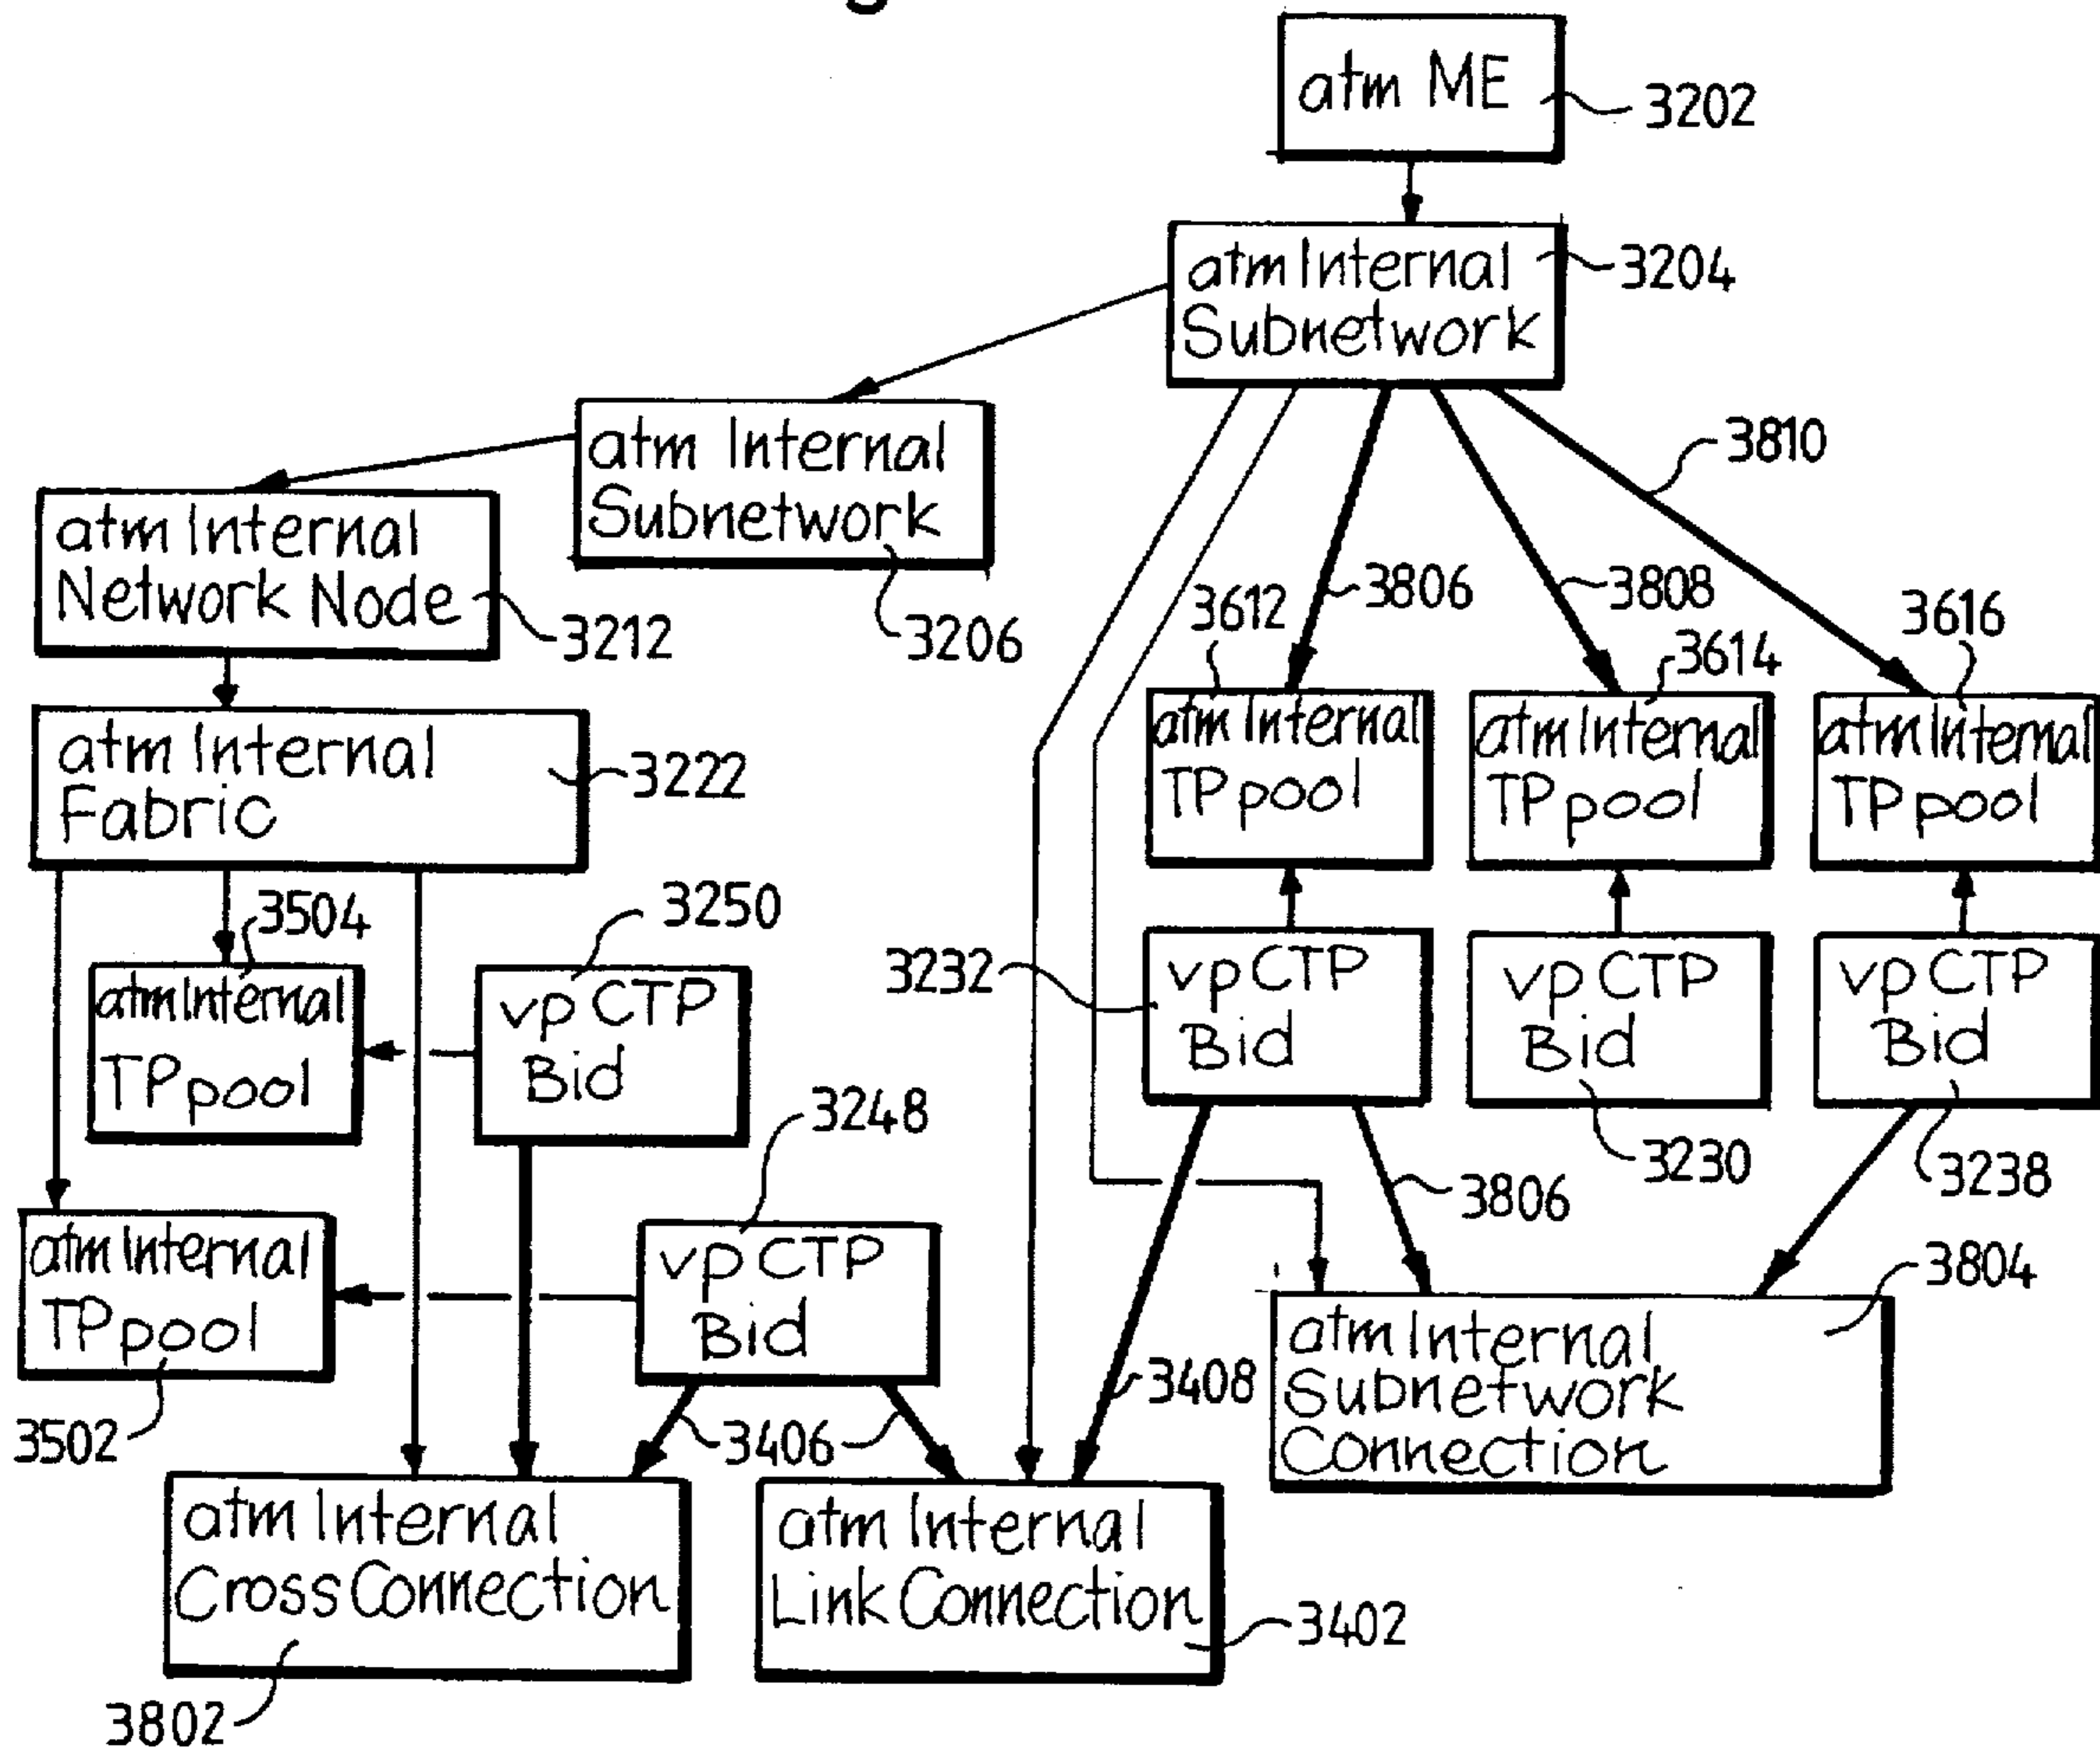 atm ME
3202
atm Internal
Subnetwork
3204
atm Internal
Subnetwork
3206
3810
atm Internal
Network Node
3212
3806
3808
3612
3614
3616
atm Internal
Fabric
3222
atm Internal
TP pool
atm Internal
TP pool
atm Internal
TP pool
3504
3250
atm Internal
TP pool
vp CTP
Bid
3232
vp CTP
Bid
vp CTP
Bid
vp CTP
Bid
3248
3230
3238
3806
atm Internal
TP pool
3502
vp CTP
Bid
3804
3408
3406
atm Internal
Subnetwork
Connection
atm Internal
Cross Connection
3802
atm Internal
Link Connection
3402